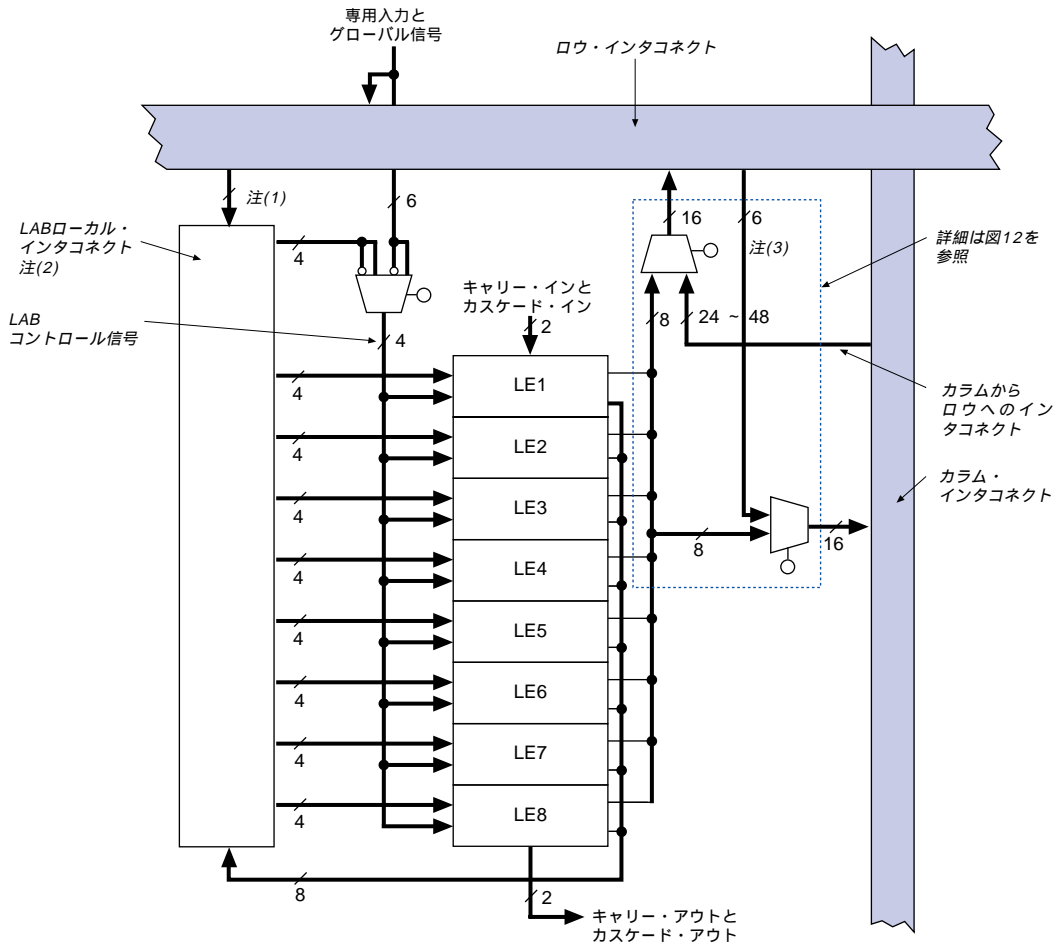 専用入力と
グローバル信号
ロウ・インタコネクト
注(1)
6
16
6
注(3)
LABローカル・
インタコネクト
注(2)
4
詳細は図12を
参照
キャリー・インと
カスケード・イン
2
8
24 ~ 48
LAB
コントロール信号
4
カラムから
ロウへのイン
タコネクト
4
LE1
4
LE2
カラム・
インタコネクト
4
LE3
8
16
4
LE4
4
LE5
4
LE6
4
LE7
4
LE8
8
2
キャリー・アウトと
カスケード・アウト